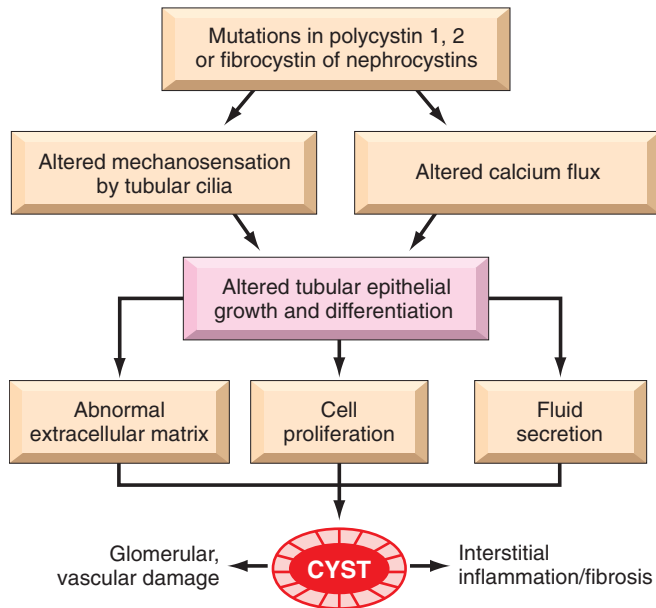 Mutations in polycystin 1, 2
or fibrocystin of nephrocystins
Altered mechanosensation
by tubular cilia
Altered calcium flux
Altered tubular epithelial
growth and differentiation
Abnormal
extracellular matrix
Cell
proliferation
Fluid
secretion
Glomerular,
vascular damage
CYST
Interstitial
inflammation/fibrosis